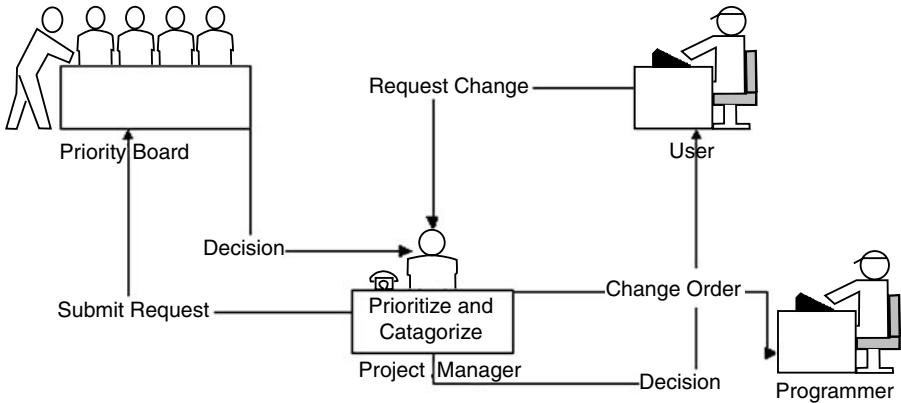 Request Change
Priority Board
User
Decision
Submit Request
Prioritize and
Catagorize
Change Order
Project Manager
Decision
Programmer